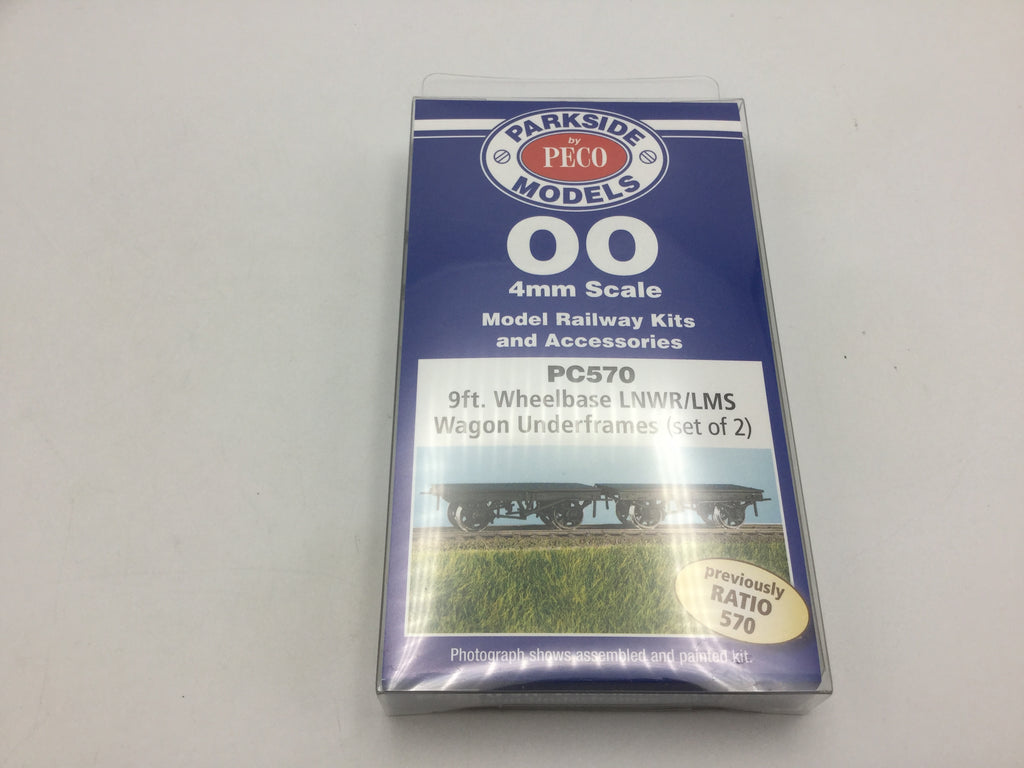 PARKSIDE
by
PECO
MODELS
OO
4mm Scale
Model Railway Kits
and Accessories
PC570
9ft. Wheelbase LNWR/LMS
Wagon Underframes (set of 2)
previously
RATIO
570
Photograph shows assembled and painted kit.